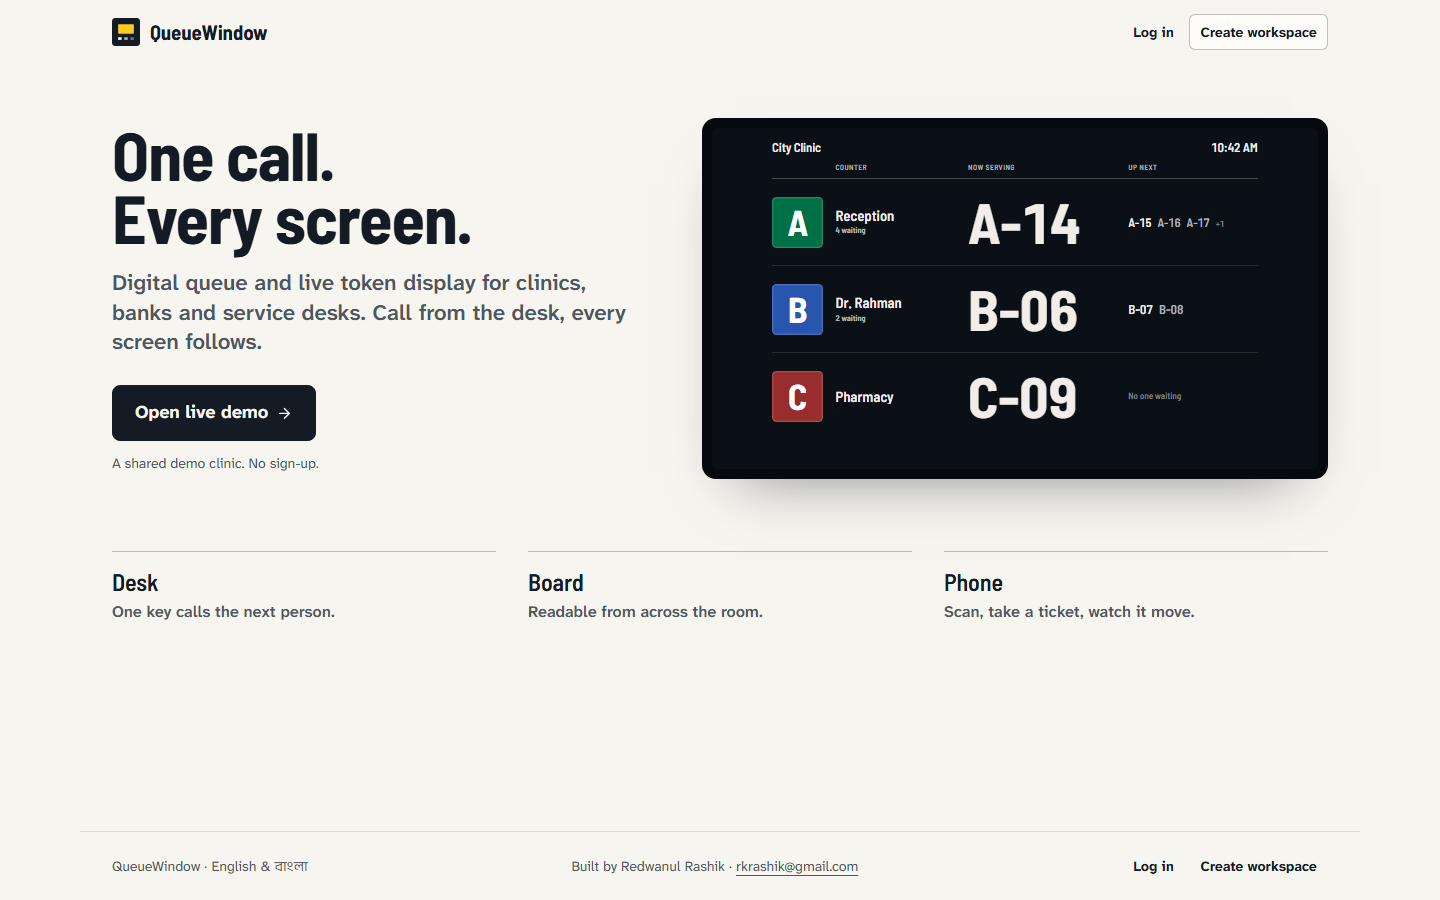 QueueWindow
Log in
Create workspace
One call.
Every screen.
Digital queue and live token display for clinics,
banks and service desks. Call from the desk, every
screen follows.
Open live demo →
A shared demo clinic. No sign-up.
City Clinic
10:42 AM
COUNTER
NOW SERVING
UP NEXT
A
Reception
4 waiting
A-14
A-15 A-16 A-17 +1
B
Dr. Rahman
2 waiting
B-06
B-07 B-08
C
Pharmacy
C-09
No one waiting
Desk
One key calls the next person.
Board
Readable from across the room.
Phone
Scan, take a ticket, watch it move.
QueueWindow · English & বাংলা
Built by Redwanul Rashik · rkrashik@gmail.com
Log in
Create workspace